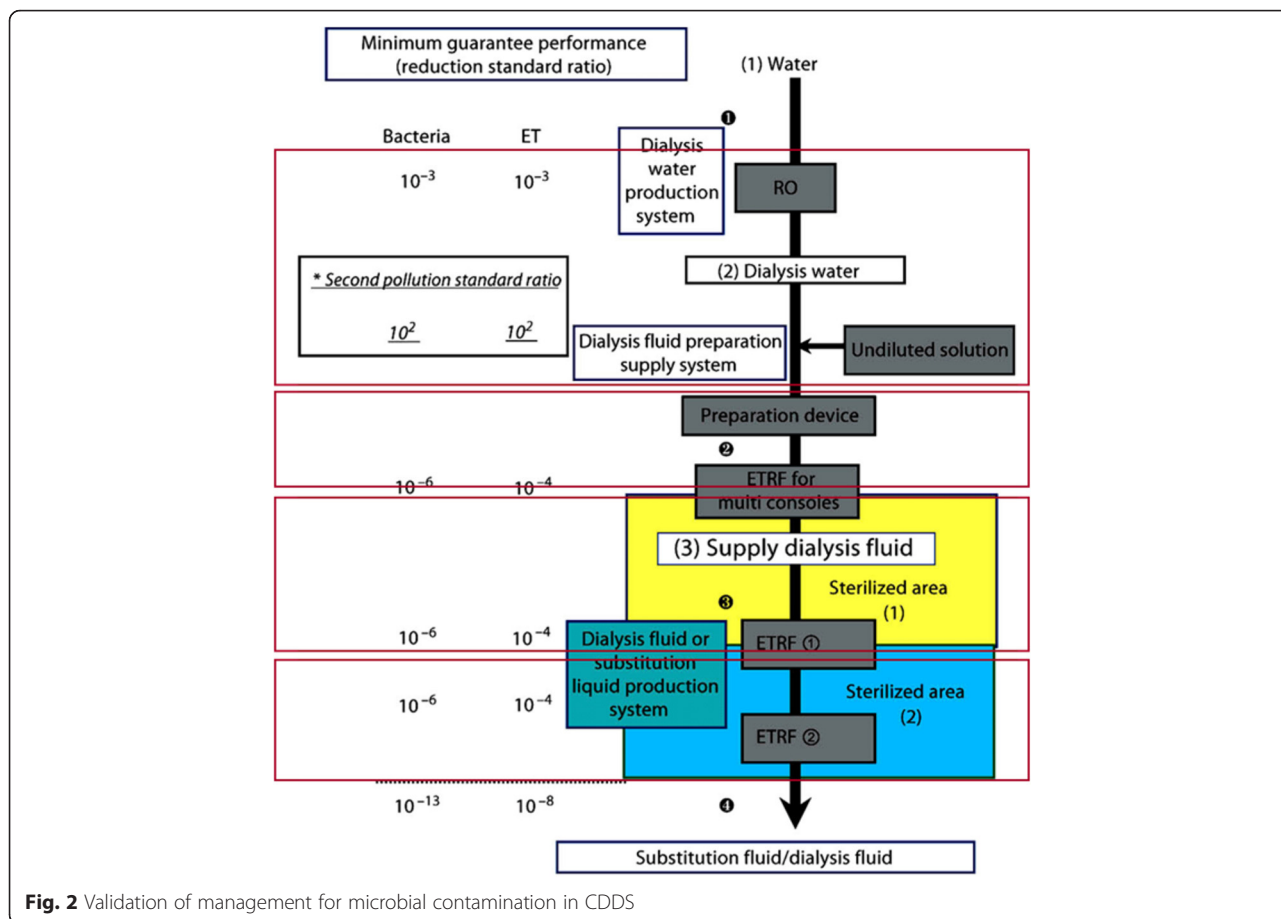 Minimum guarantee performance
(reduction standard ratio)
(1) Water
❶
Bacteria ET
Dialysis
water
production
system
10⁻³ 10⁻³
RO
(2) Dialysis water
* Second pollution standard ratio
10² 10²
Dialysis fluid preparation
supply system
Undiluted solution
Preparation device
❷
ETRF for
multi consoles
10⁻⁶ 10⁻⁴
(3) Supply dialysis fluid
Sterilized area
(1)
❸
10⁻⁶ 10⁻⁴
Dialysis fluid or
substitution
liquid production
system
ETRF ①
10⁻⁶ 10⁻⁴
Sterilized area
(2)
ETRF ②
10⁻¹³ 10⁻⁸
❹
Substitution fluid/dialysis fluid
Fig. 2 Validation of management for microbial contamination in CDDS